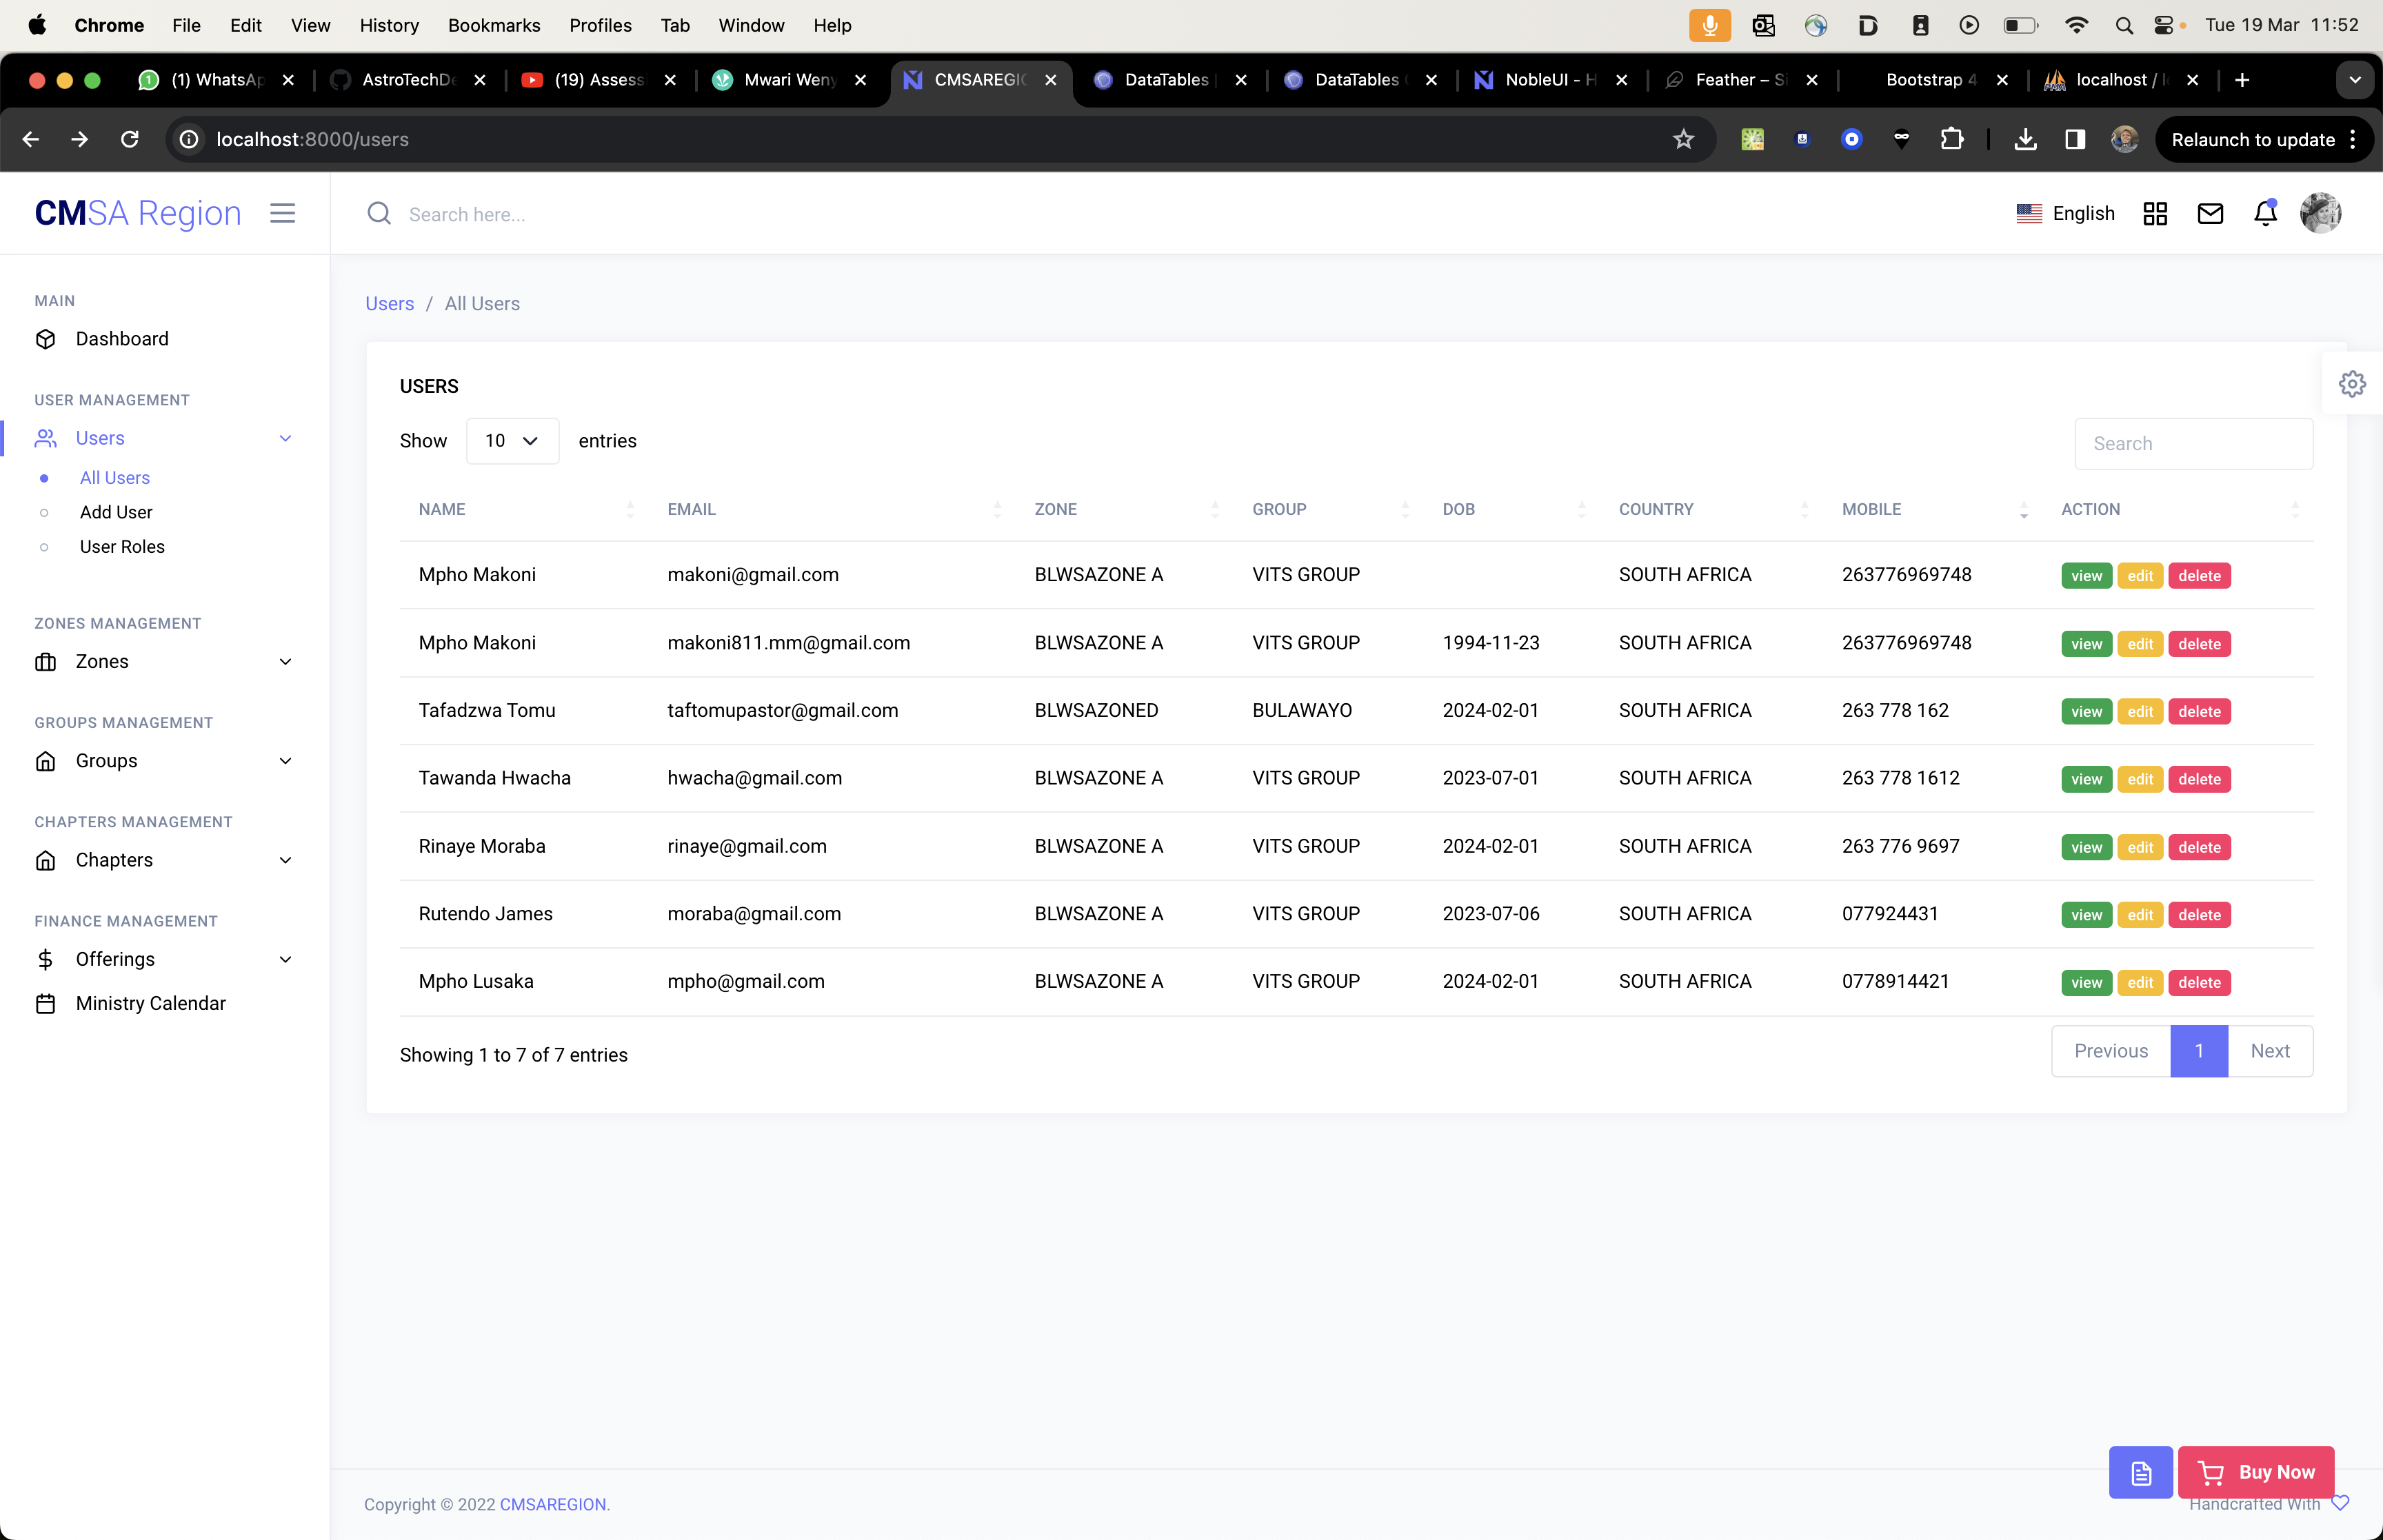 Chrome File Edit View History Bookmarks Profiles Tab Window Help Tue 19 Mar 11:52
(1) WhatsAp AstroTechDe (19) Assess Mwari Weny CMSAREGIO DataTables DataTables NobleUI - H Feather – Si Bootstrap 4 localhost / l
localhost:8000/users Relaunch to update
CMSA Region Search here... English
MAIN
Dashboard
USER MANAGEMENT
Users
All Users
Add User
User Roles
ZONES MANAGEMENT
Zones
GROUPS MANAGEMENT
Groups
CHAPTERS MANAGEMENT
Chapters
FINANCE MANAGEMENT
Offerings
Ministry Calendar
Users / All Users
USERS
Show 10 entries Search
NAME EMAIL ZONE GROUP DOB COUNTRY MOBILE ACTION
Mpho Makoni makoni@gmail.com BLWSAZONE A VITS GROUP SOUTH AFRICA 263776969748 view edit delete
Mpho Makoni makoni811.mm@gmail.com BLWSAZONE A VITS GROUP 1994-11-23 SOUTH AFRICA 263776969748 view edit delete
Tafadzwa Tomu taftomupastor@gmail.com BLWSAZONED BULAWAYO 2024-02-01 SOUTH AFRICA 263 778 162 view edit delete
Tawanda Hwacha hwacha@gmail.com BLWSAZONE A VITS GROUP 2023-07-01 SOUTH AFRICA 263 778 1612 view edit delete
Rinaye Moraba rinaye@gmail.com BLWSAZONE A VITS GROUP 2024-02-01 SOUTH AFRICA 263 776 9697 view edit delete
Rutendo James moraba@gmail.com BLWSAZONE A VITS GROUP 2023-07-06 SOUTH AFRICA 077924431 view edit delete
Mpho Lusaka mpho@gmail.com BLWSAZONE A VITS GROUP 2024-02-01 SOUTH AFRICA 0778914421 view edit delete
Showing 1 to 7 of 7 entries Previous 1 Next
Buy Now
Copyright © 2022 CMSAREGION. Handcrafted With